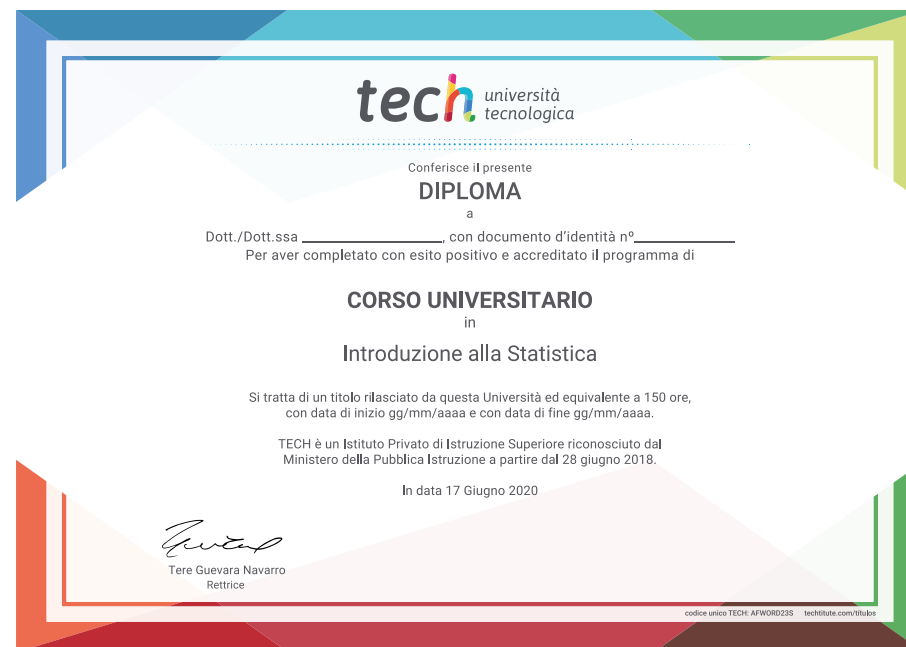 tech università
tecnologica
Conferisce il presente
DIPLOMA
a
Dott./Dott.ssa ____________________, con documento d'identità nº______________
Per aver completato con esito positivo e accreditato il programma di
CORSO UNIVERSITARIO
in
Introduzione alla Statistica
Si tratta di un titolo rilasciato da questa Università ed equivalente a 150 ore,
con data di inizio gg/mm/aaaa e con data di fine gg/mm/aaaa.
TECH è un Istituto Privato di Istruzione Superiore riconosciuto dal
Ministero della Pubblica Istruzione a partire dal 28 giugno 2018.
In data 17 Giugno 2020
Tere Guevara Navarro
Rettrice
codice unico TECH: AFWORD23S techtitute.com/títulos